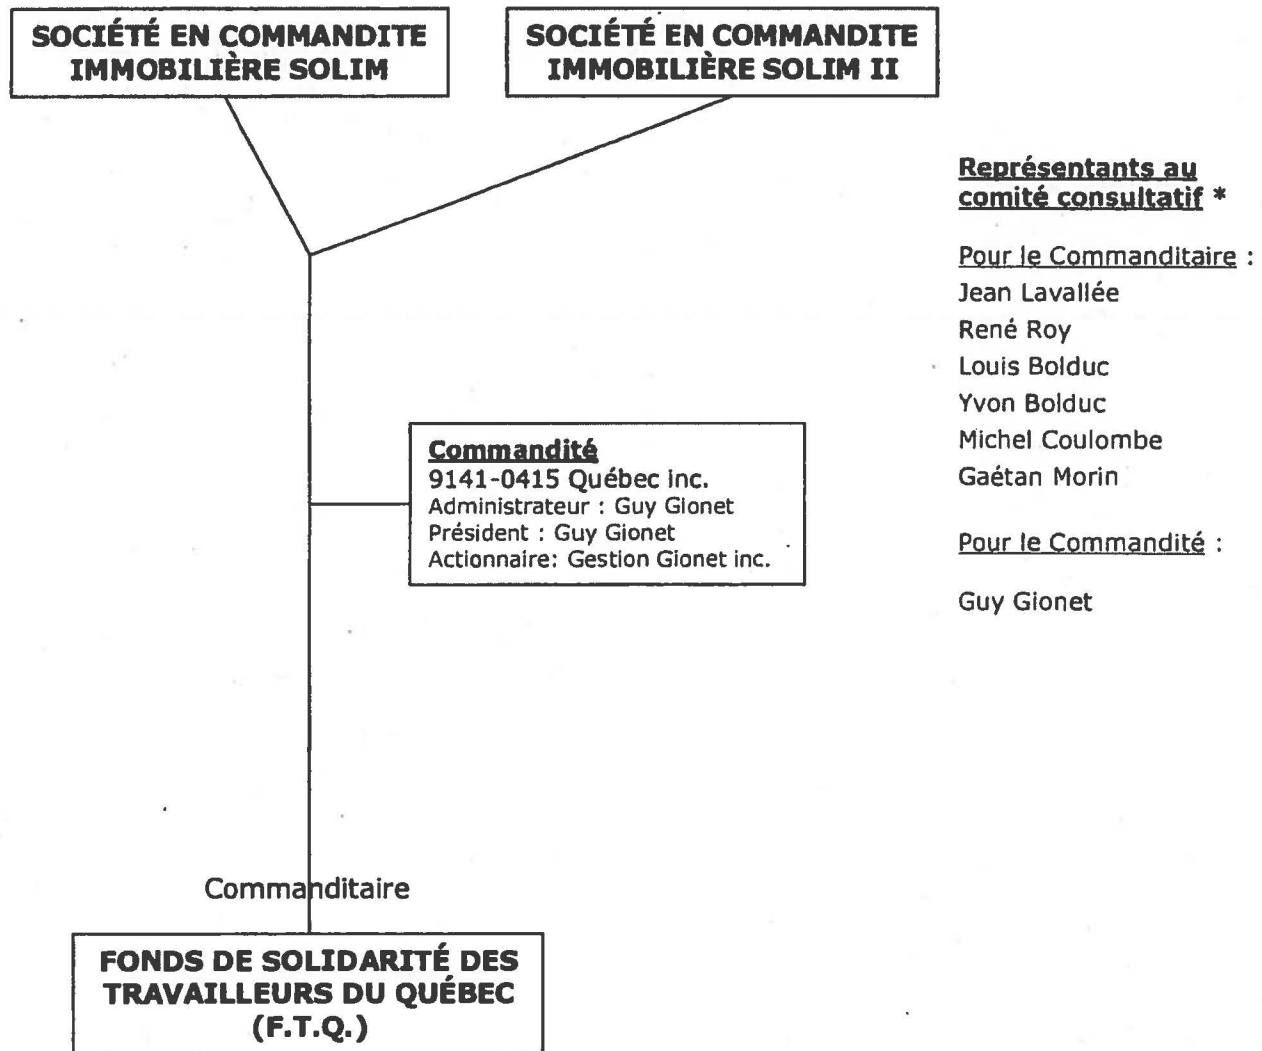 SOCIÉTÉ EN COMMANDITE
IMMOBILIÈRE SOLIM
SOCIÉTÉ EN COMMANDITE
IMMOBILIÈRE SOLIM II
Représentants au
comité consultatif *
Pour le Commanditaire :
Jean Lavallée
René Roy
Louis Bolduc
Yvon Bolduc
Michel Coulombe
Gaétan Morin
Pour le Commandité :
Guy Gionet
Commandité
9141-0415 Québec inc.
Administrateur : Guy Gionet
Président : Guy Gionet
Actionnaire: Gestion Gionet inc.
Commanditaire
FONDS DE SOLIDARITÉ DES
TRAVAILLEURS DU QUÉBEC
(F.T.Q.)